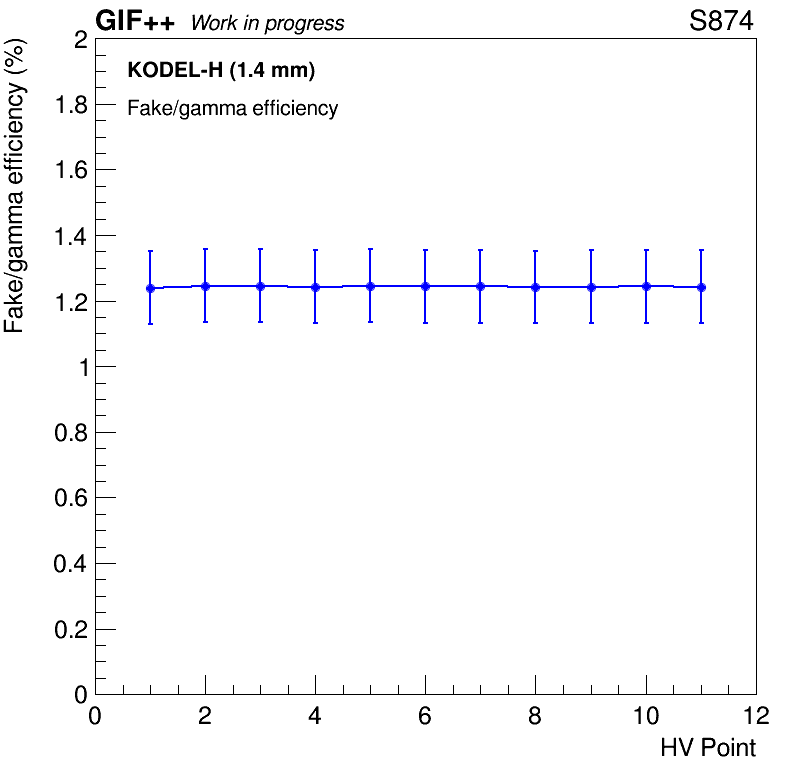 GIF++ Work in progress S874
KODEL-H (1.4 mm)
Fake/gamma efficiency
Fake/gamma efficiency (%)
2
1.8
1.6
1.4
1.2
1
0.8
0.6
0.4
0.2
0
0 2 4 6 8 10 12
HV Point